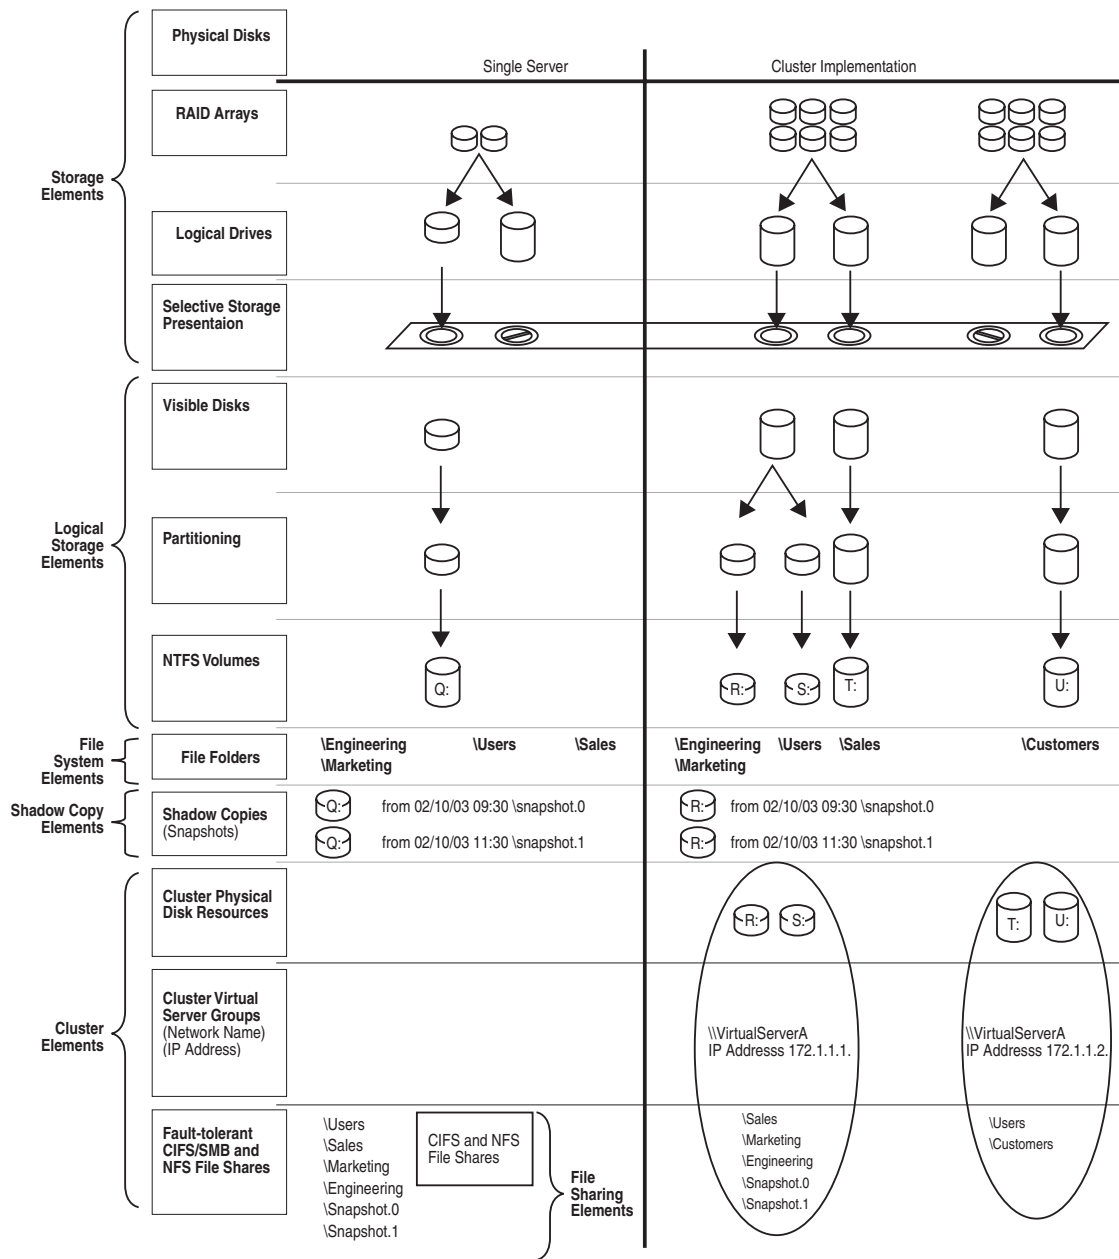 Physical Disks
Single Server
Cluster Implementation
RAID Arrays
Storage
Elements
Logical Drives
Selective Storage
Presentaion
Visible Disks
Logical
Storage
Elements
Partitioning
NTFS Volumes
Q:
R:
S:
T:
U:
File
System
Elements
File Folders
\Engineering
\Marketing
\Users
\Sales
\Engineering
\Marketing
\Users
\Sales
\Customers
Shadow Copy
Elements
Shadow Copies
(Snapshots)
Q:
from 02/10/03 09:30 \snapshot.0
R:
from 02/10/03 09:30 \snapshot.0
Q:
from 02/10/03 11:30 \snapshot.1
R:
from 02/10/03 11:30 \snapshot.1
Cluster Physical
Disk Resources
R:
S:
T:
U:
Cluster
Elements
Cluster Virtual
Server Groups
(Network Name)
(IP Address)
\\VirtualServerA
IP Addresss 172.1.1.1.
\\VirtualServerA
IP Addresss 172.1.1.2.
Fault-tolerant
CIFS/SMB and
NFS File Shares
\Users
\Sales
\Marketing
\Engineering
\Snapshot.0
\Snapshot.1
CIFS and NFS
File Shares
File
Sharing
Elements
\Sales
\Marketing
\Engineering
\Snapshot.0
\Snapshot.1
\Users
\Customers